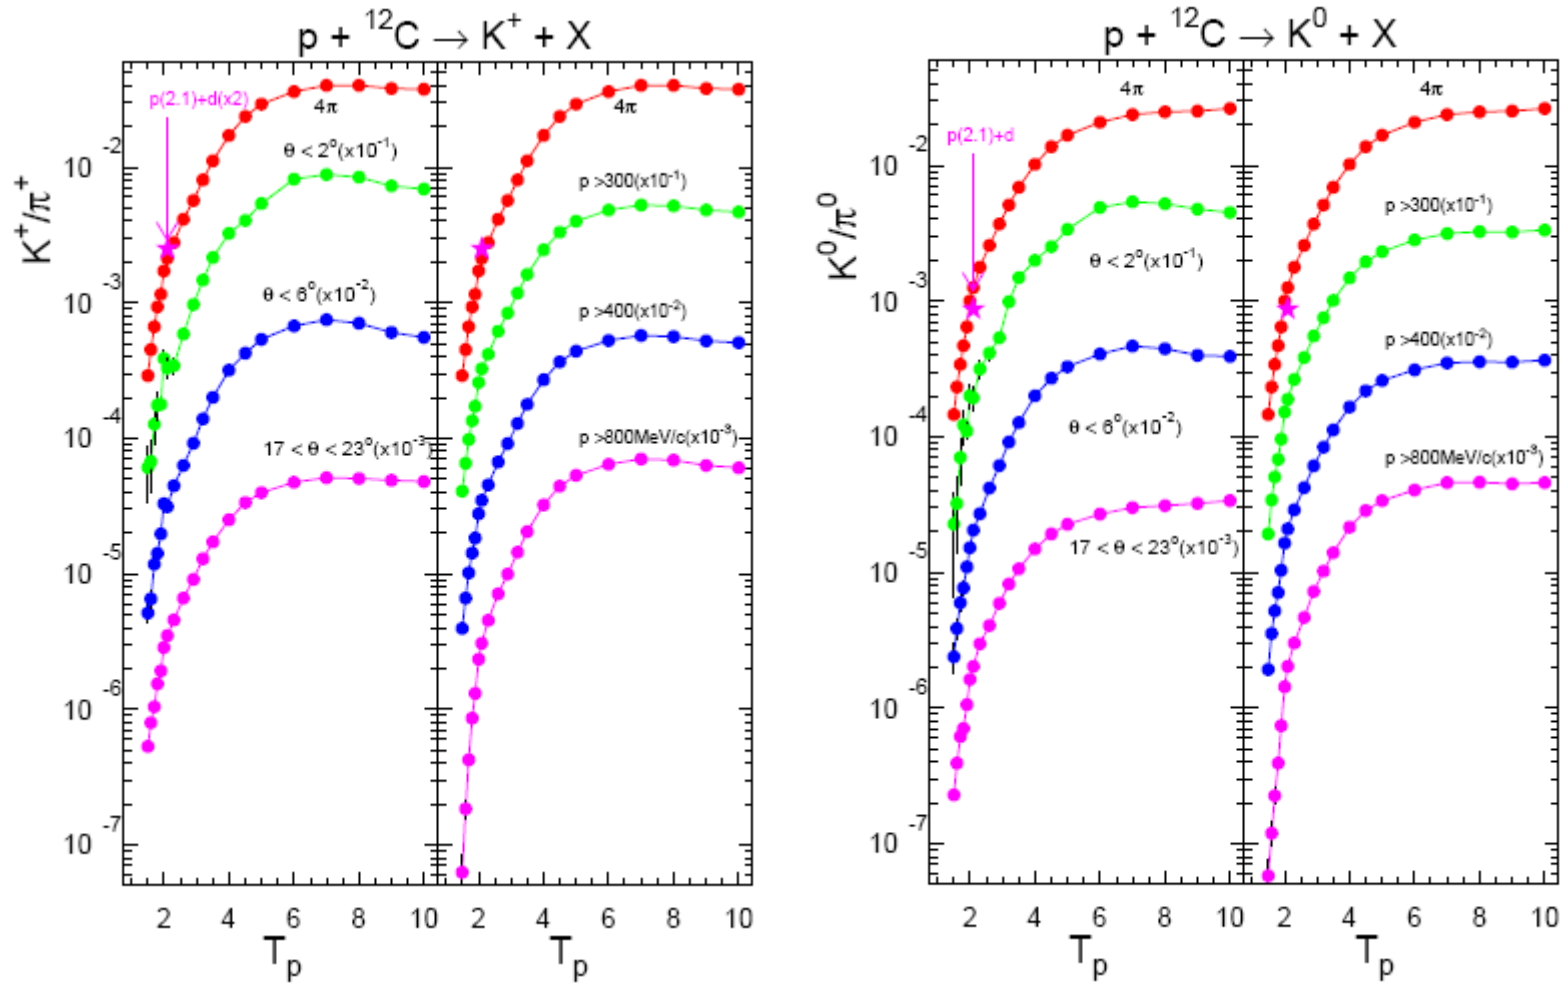 p + ¹²C → K⁺ + X
p + ¹²C → K⁰ + X
K⁺/π⁺
10⁻²
10⁻³
10⁻⁴
10⁻⁵
10⁻⁶
10⁻⁷
p(2.1)+d(x2)
4π
θ < 2°(x10⁻¹)
θ < 6°(x10⁻²)
17 < θ < 23°(x10⁻³
2 4 6 8 10
Tₚ
4π
p >300(x10⁻¹)
p >400(x10⁻²)
p >800MeV/c(x10⁻³)
2 4 6 8 10
Tₚ
K⁰/π⁰
10⁻²
10⁻³
10⁻⁴
10⁻⁵
10⁻⁶
10⁻⁷
4π
p(2.1)+d
θ < 2°(x10⁻¹)
θ < 6°(x10⁻²)
17 < θ < 23°(x10⁻³)
2 4 6 8 10
Tₚ
4π
p >300(x10⁻¹)
p >400(x10⁻²)
p >800MeV/c(x10⁻³)
2 4 6 8 10
Tₚ